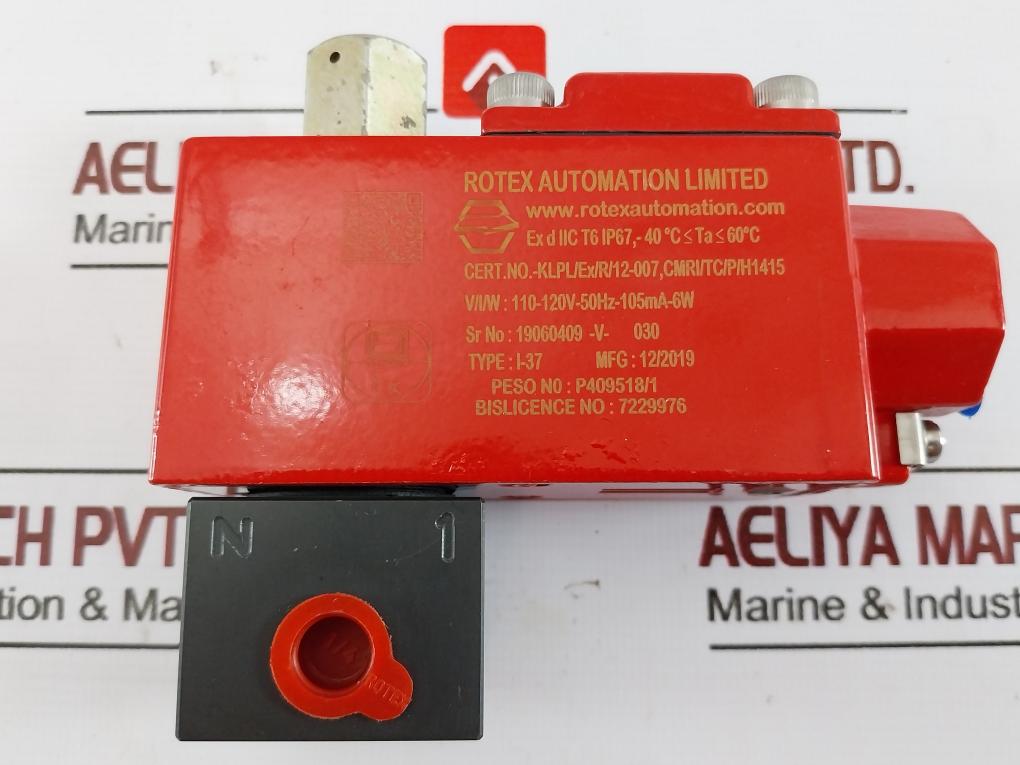 AELI
TD.
Marin
ROTEX AUTOMATION LIMITED
www.rotexautomation.com
Ex d IIC T6 IP67,- 40 °C ≤ Ta ≤ 60°C
CERT.NO.-KLPL/Ex/R/12-007,CMRI/TC/P/H1415
V/I/W : 110-120V-50Hz-105mA-6W
Sr No : 19060409 -V- 030
TYPE : I-37 MFG : 12/2019
PESO N0 : P409518/1
BISLICENCE NO : 7229976
N 1
ROTEX
CH PVT
AELIYA MAR
tion & Ma
Marine & Indust